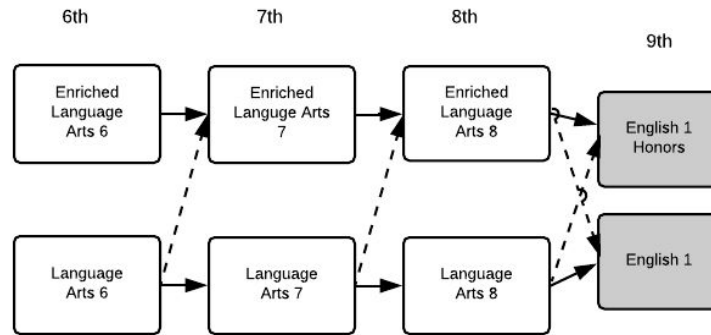 6th
7th
8th
9th
Enriched
Language
Arts 6
Enriched
Languge Arts
7
Enriched
Language
Arts 8
English 1
Honors
Language
Arts 6
Language
Arts 7
Language
Arts 8
English 1